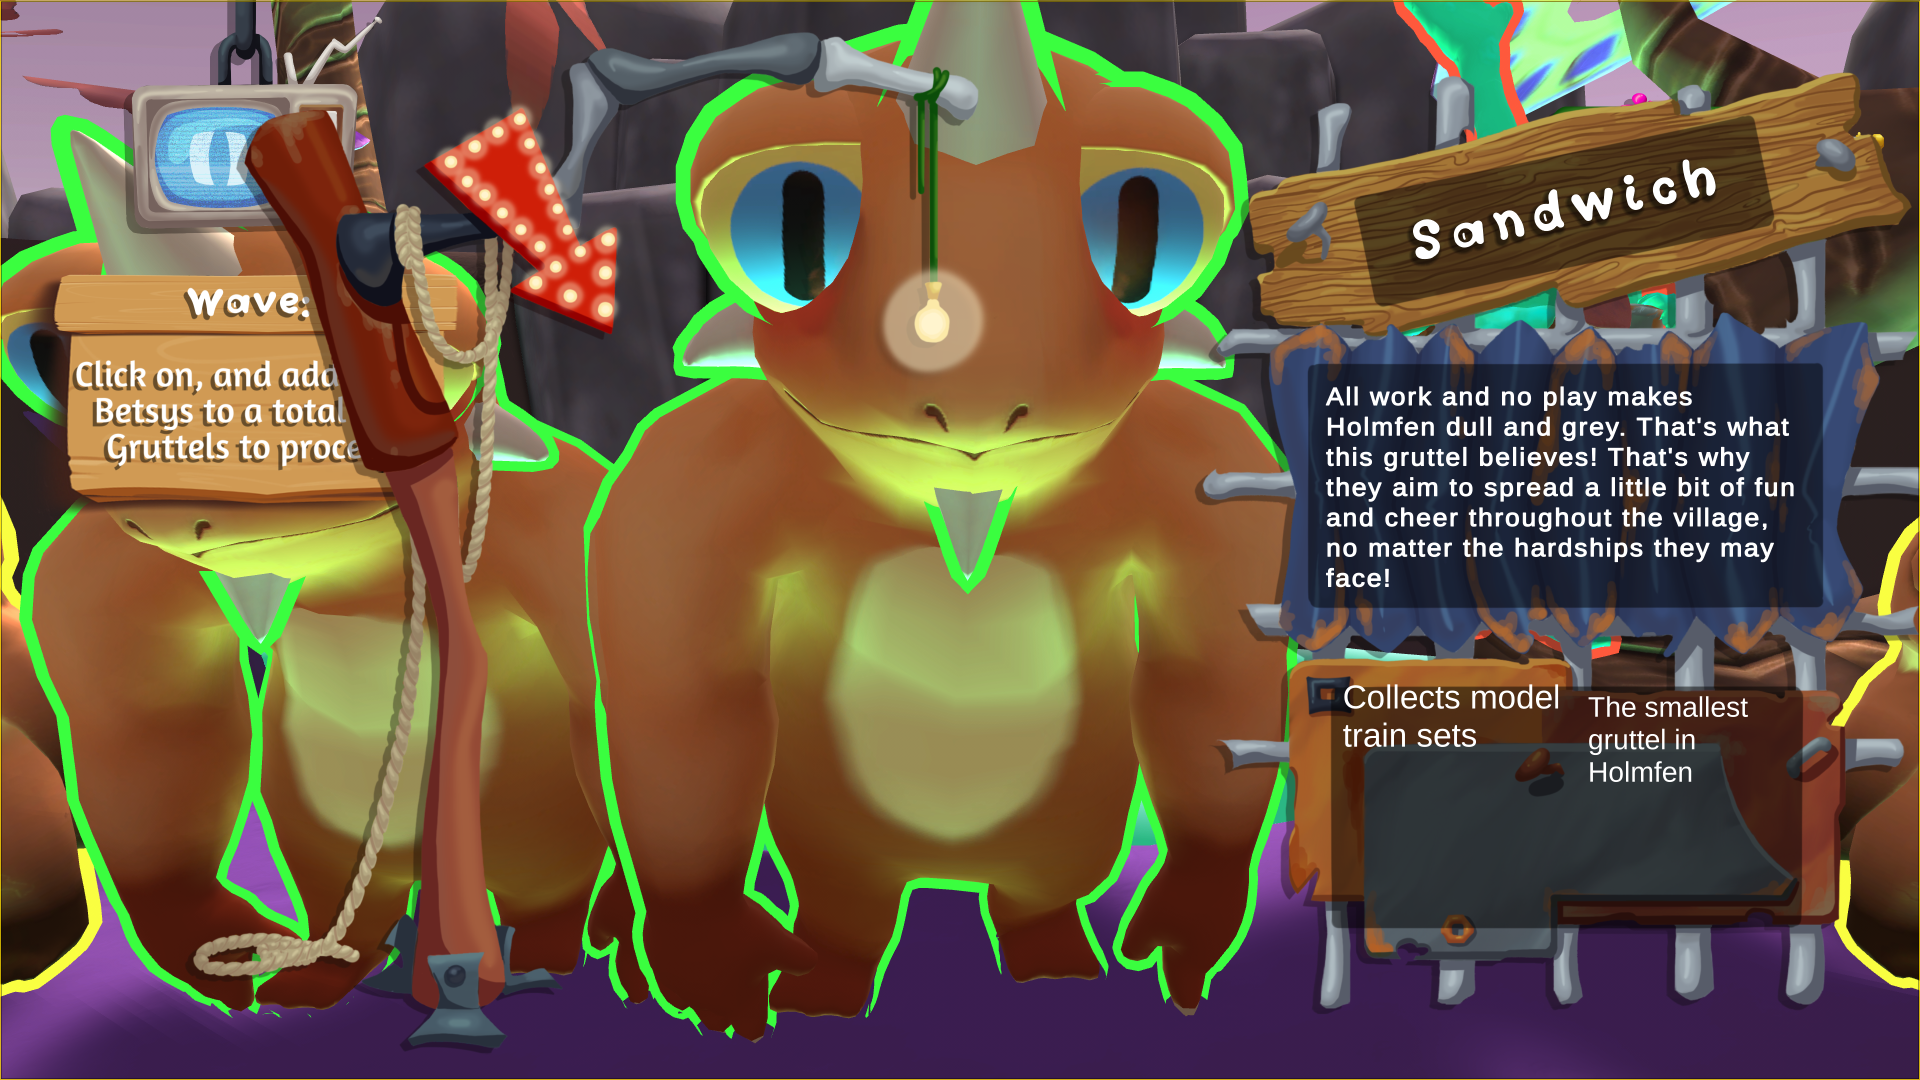 Wave:
Click on, and add
Betsys to a total
Gruttels to proce
Sandwich
All work and no play makes
Holmfen dull and grey. That's what
this gruttel believes! That's why
they aim to spread a little bit of fun
and cheer throughout the village,
no matter the hardships they may
face!
Collects model
train sets
The smallest
gruttel in
Holmfen